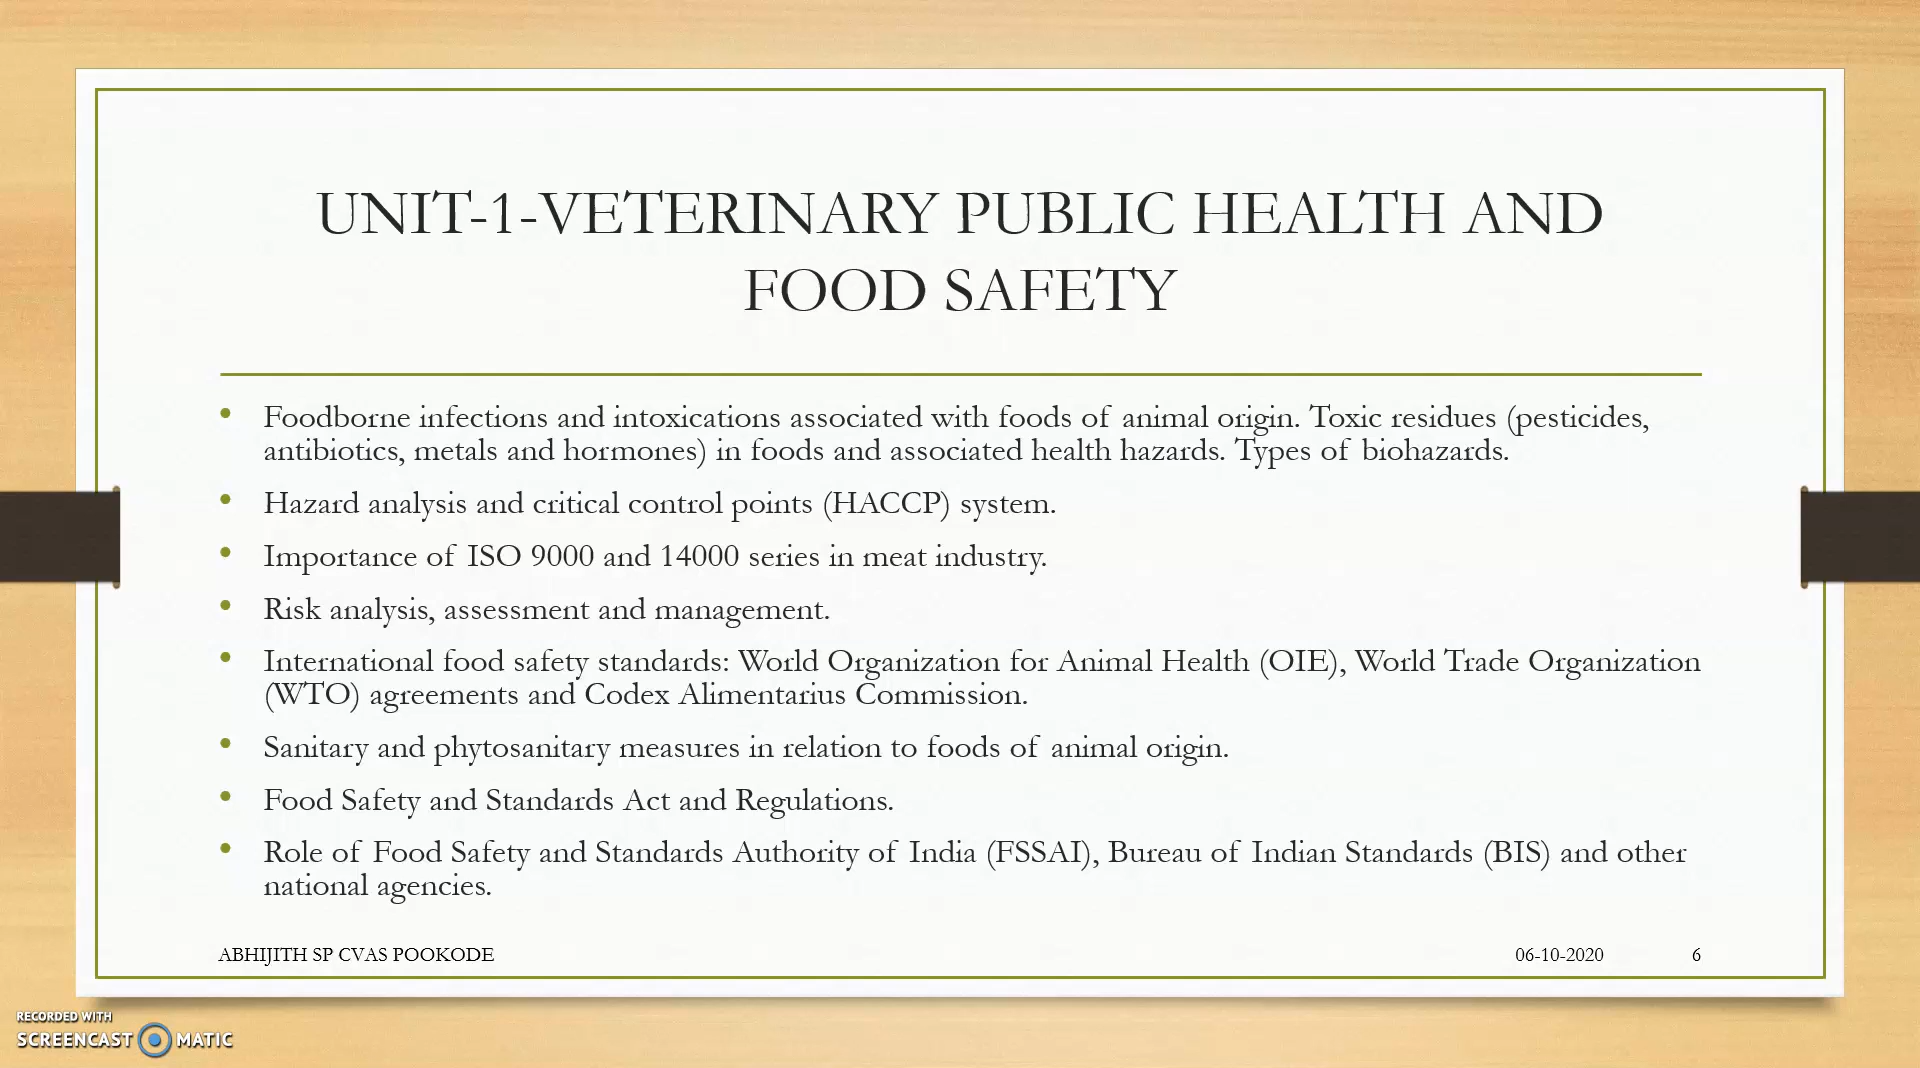 UNIT-1-VETERINARY PUBLIC HEALTH AND
FOOD SAFETY
• Foodborne infections and intoxications associated with foods of animal origin. Toxic residues (pesticides,
antibiotics, metals and hormones) in foods and associated health hazards. Types of biohazards.
• Hazard analysis and critical control points (HACCP) system.
• Importance of ISO 9000 and 14000 series in meat industry.
• Risk analysis, assessment and management.
• International food safety standards: World Organization for Animal Health (OIE), World Trade Organization
(WTO) agreements and Codex Alimentarius Commission.
• Sanitary and phytosanitary measures in relation to foods of animal origin.
• Food Safety and Standards Act and Regulations.
• Role of Food Safety and Standards Authority of India (FSSAI), Bureau of Indian Standards (BIS) and other
national agencies.
ABHIJITH SP CVAS POOKODE 06-10-2020 6
RECORDED WITH
SCREENCAST MATIC